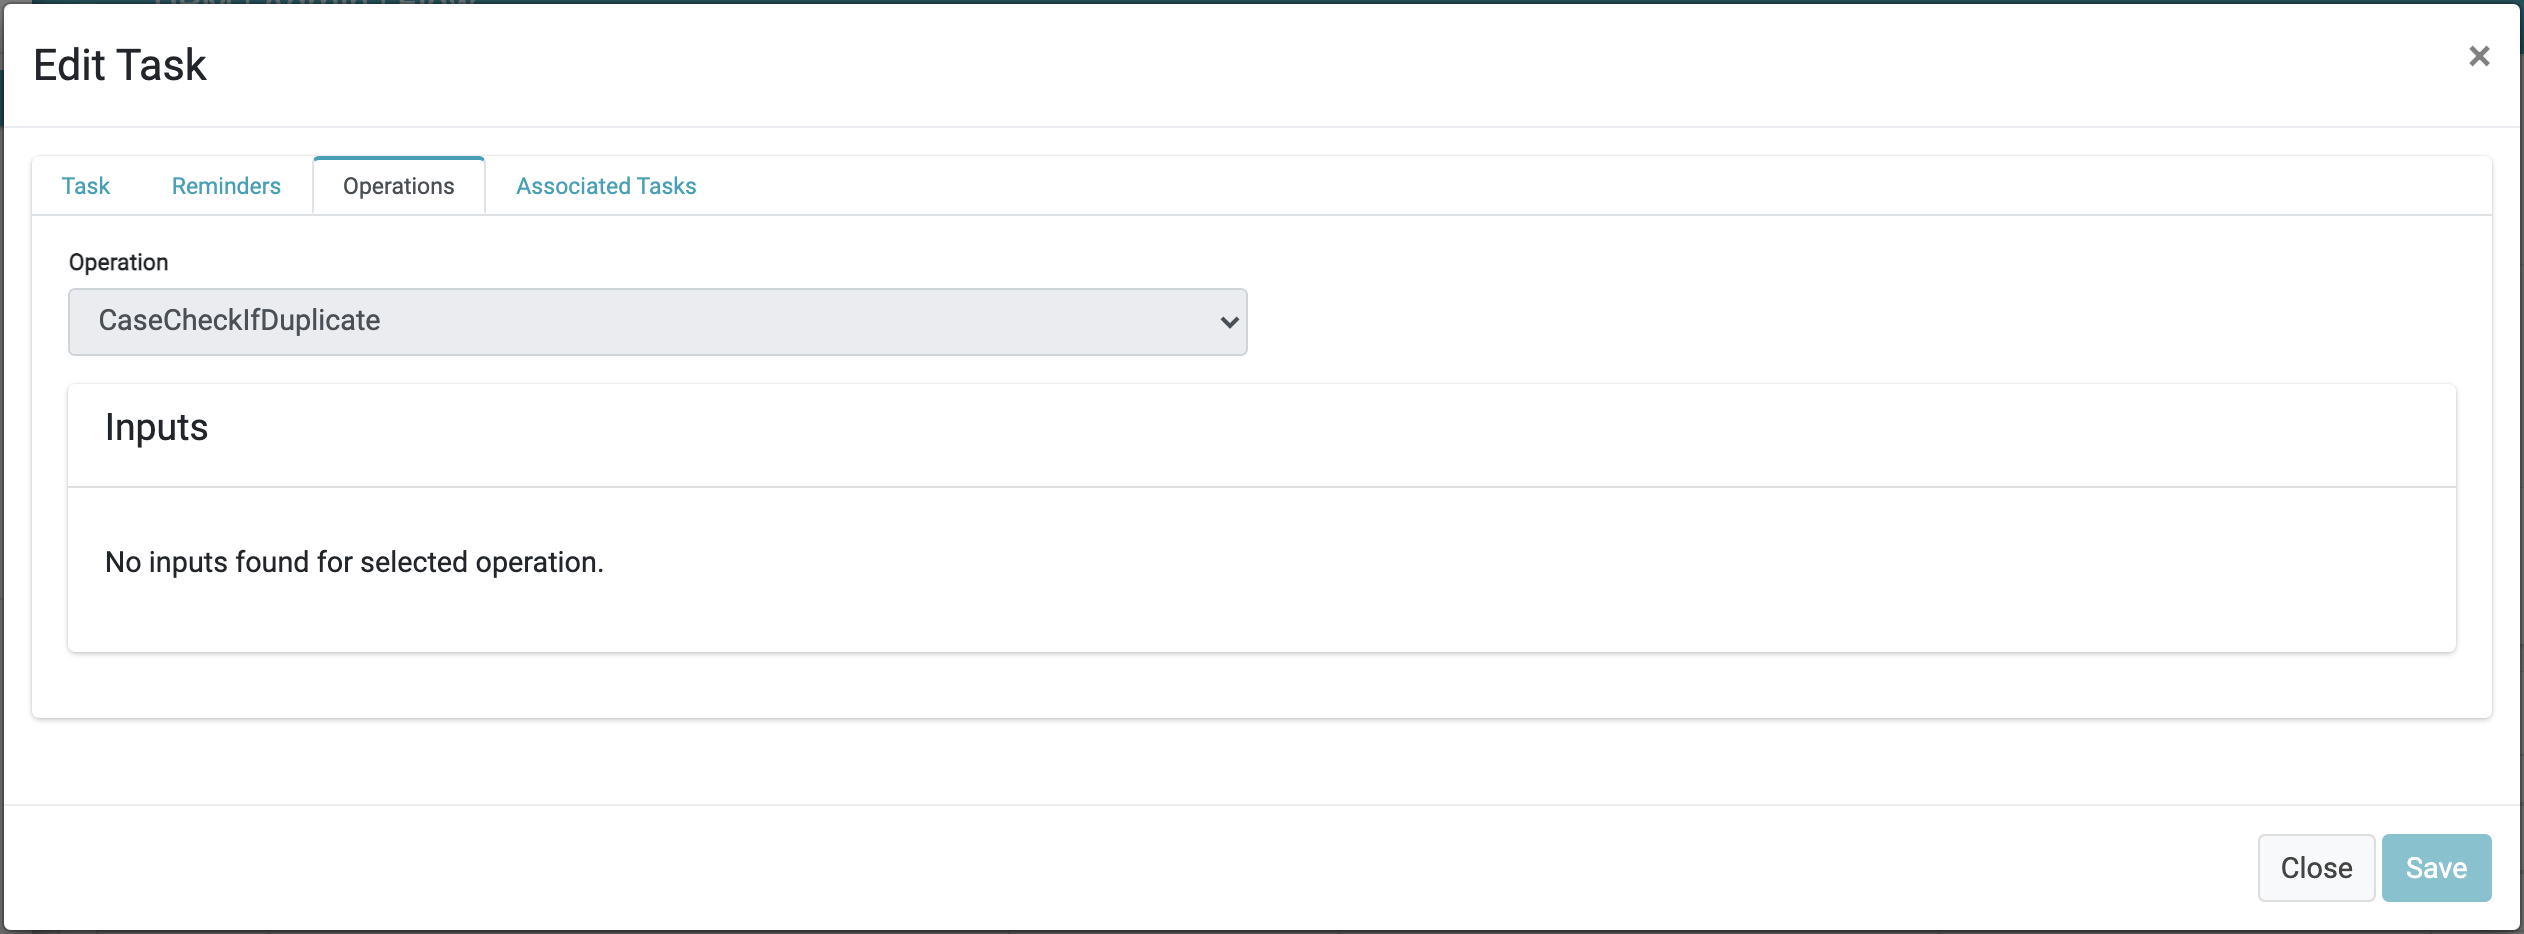 Edit Task
×
Task Reminders Operations Associated Tasks
Operation
CaseCheckIfDuplicate
Inputs
No inputs found for selected operation.
Close Save